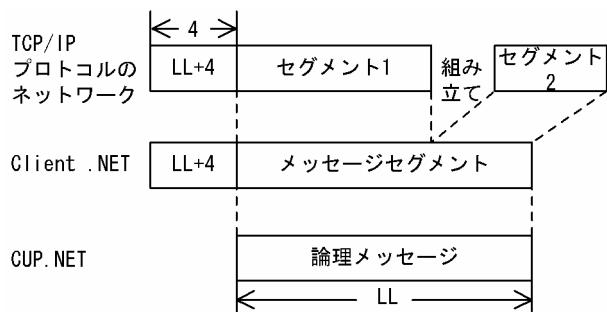 4
TCP/IP
プロトコルの
ネットワーク
LL+4
セグメント1
組み
立て
セグメント
2
Client .NET
LL+4
メッセージセグメント
CUP.NET
論理メッセージ
LL